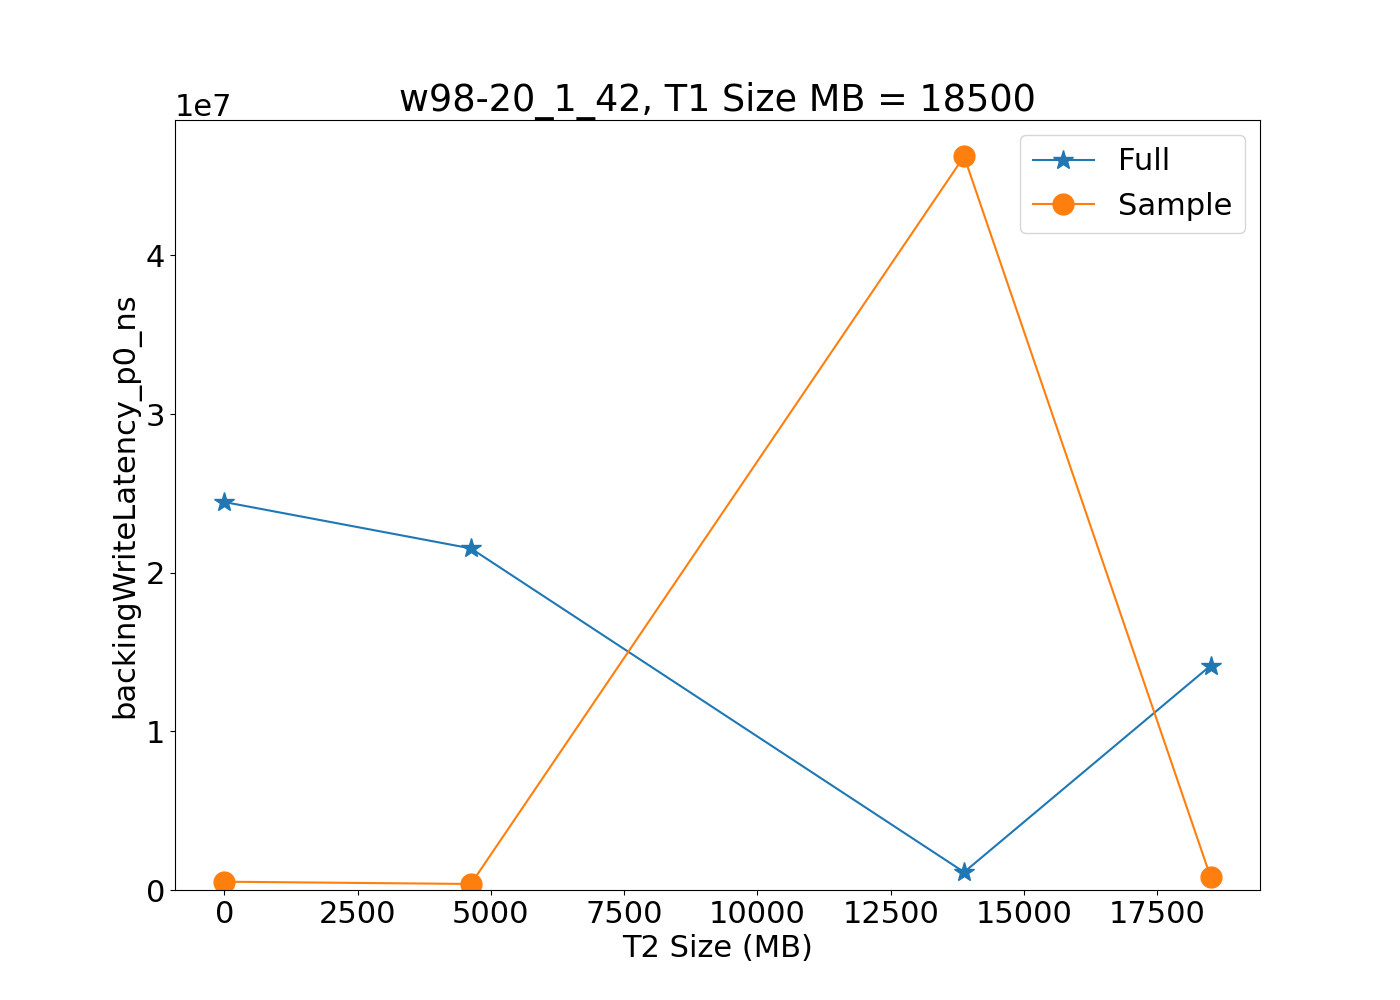 w98-20_1_42, T1 Size MB = 18500
1e7
Full
Sample
4
3
2
1
0
backingWriteLatency_p0_ns
0 2500 5000 7500 10000 12500 15000 17500
T2 Size (MB)